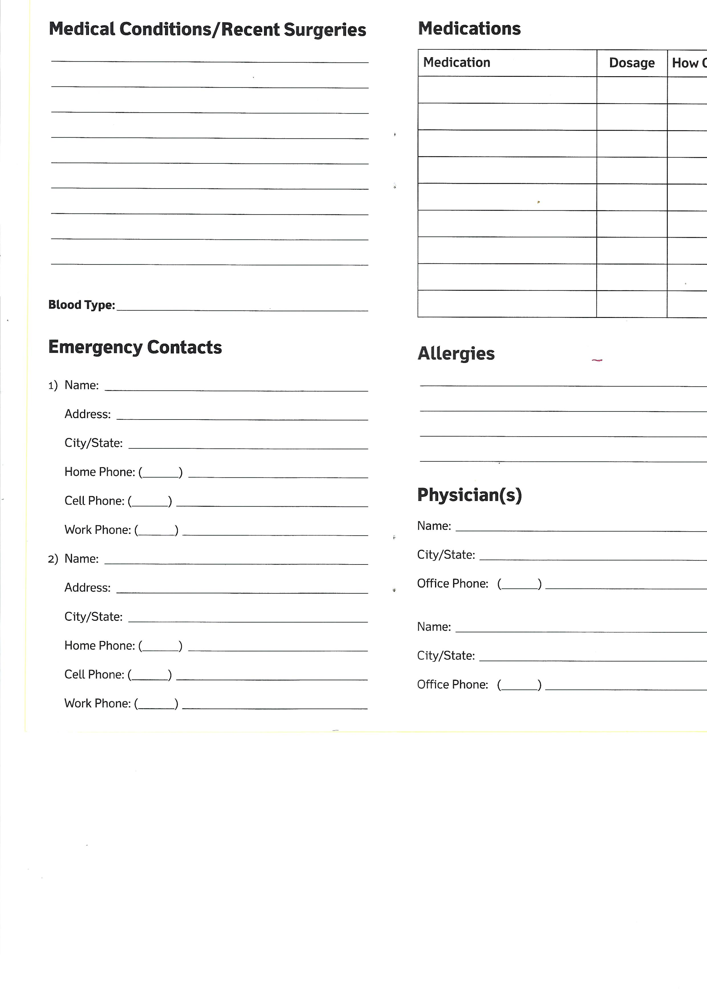 Medical Conditions/Recent Surgeries
Blood Type:
Emergency Contacts
1) Name:
Address:
City/State:
Home Phone: ( )
Cell Phone: ( )
Work Phone: ( )
2) Name:
Address:
City/State:
Home Phone: ( )
Cell Phone: ( )
Work Phone: ( )
Medications
Medication Dosage How
Allergies
Physician(s)
Name:
City/State:
Office Phone: ( )
Name:
City/State:
Office Phone: ( )